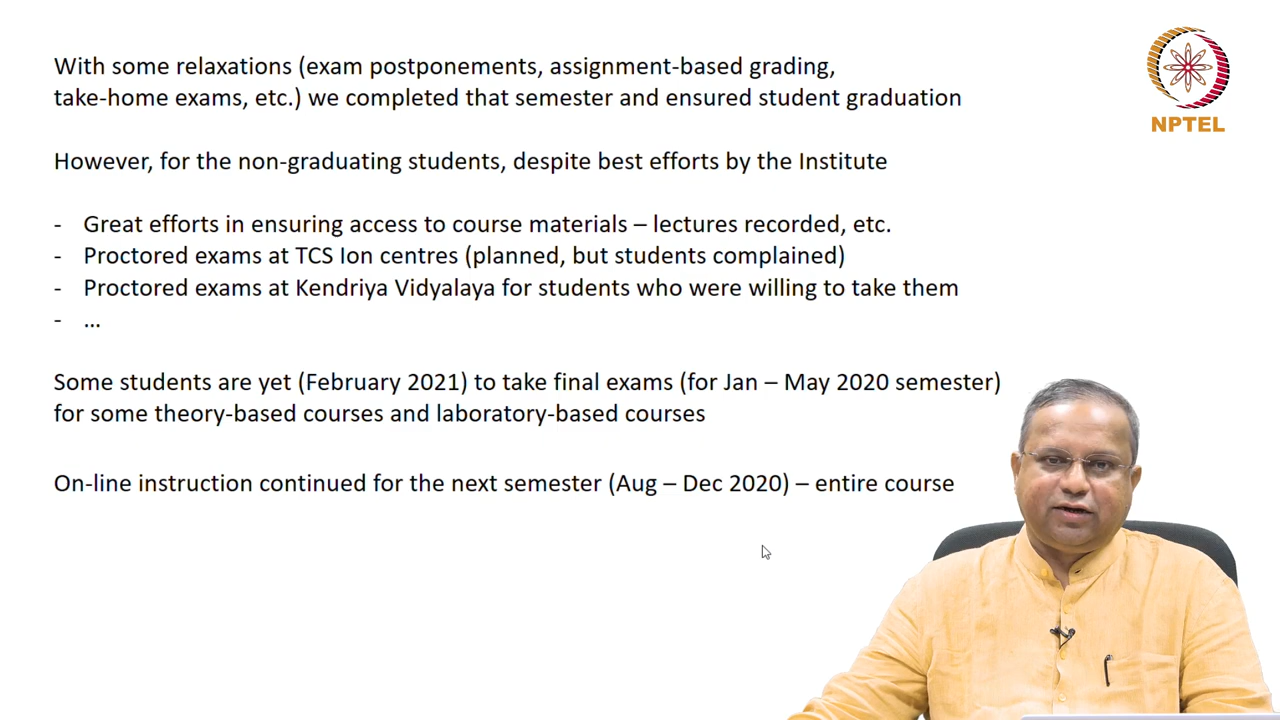 With some relaxations (exam postponements, assignment-based grading,
take-home exams, etc.) we completed that semester and ensured student graduation
NPTEL
However, for the non-graduating students, despite best efforts by the Institute
- Great efforts in ensuring access to course materials – lectures recorded, etc.
- Proctored exams at TCS Ion centres (planned, but students complained)
- Proctored exams at Kendriya Vidyalaya for students who were willing to take them
- ...
Some students are yet (February 2021) to take final exams (for Jan – May 2020 semester)
for some theory-based courses and laboratory-based courses
On-line instruction continued for the next semester (Aug – Dec 2020) – entire course